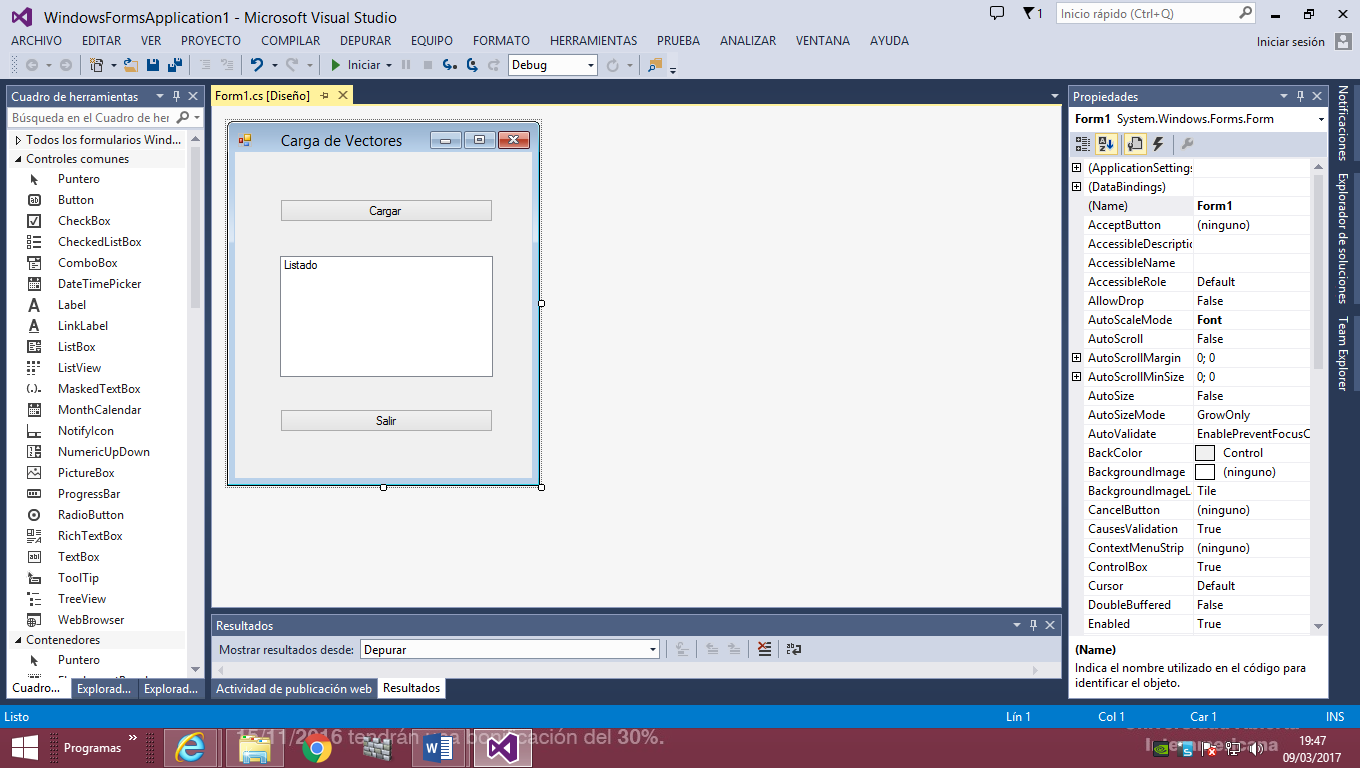 WindowsFormsApplication1 - Microsoft Visual Studio
1
Inicio rápido (Ctrl+Q)
ARCHIVO EDITAR VER PROYECTO COMPILAR DEPURAR EQUIPO FORMATO HERRAMIENTAS PRUEBA ANALIZAR VENTANA AYUDA
Iniciar sesión
Iniciar Debug
Cuadro de herramientas
Búsqueda en el Cuadro de her
Todos los formularios Wind...
Controles comunes
Puntero
Button
CheckBox
CheckedListBox
ComboBox
DateTimePicker
Label
LinkLabel
ListBox
ListView
MaskedTextBox
MonthCalendar
NotifyIcon
NumericUpDown
PictureBox
ProgressBar
RadioButton
RichTextBox
TextBox
ToolTip
TreeView
WebBrowser
Contenedores
Puntero
Cuadro... Explorad... Explorad...
Form1.cs [Diseño]
Carga de Vectores
Cargar
Listado
Salir
Resultados
Mostrar resultados desde: Depurar
Actividad de publicación web Resultados
Propiedades
Form1 System.Windows.Forms.Form
(ApplicationSettings
(DataBindings)
(Name) Form1
AcceptButton (ninguno)
AccessibleDescriptic
AccessibleName
AccessibleRole Default
AllowDrop False
AutoScaleMode Font
AutoScroll False
AutoScrollMargin 0; 0
AutoScrollMinSize 0; 0
AutoSize False
AutoSizeMode GrowOnly
AutoValidate EnablePreventFocusC
BackColor Control
BackgroundImage (ninguno)
BackgroundImageL Tile
CancelButton (ninguno)
CausesValidation True
ContextMenuStrip (ninguno)
ControlBox True
Cursor Default
DoubleBuffered False
Enabled True
(Name)
Indica el nombre utilizado en el código para
identificar el objeto.
Notificaciones
Explorador de soluciones
Team Explorer
Listo Lín 1 Col 1 Car 1 INS
Programas
15/11/2016 tendrán una bonificación del 30%.
19:47
09/03/2017